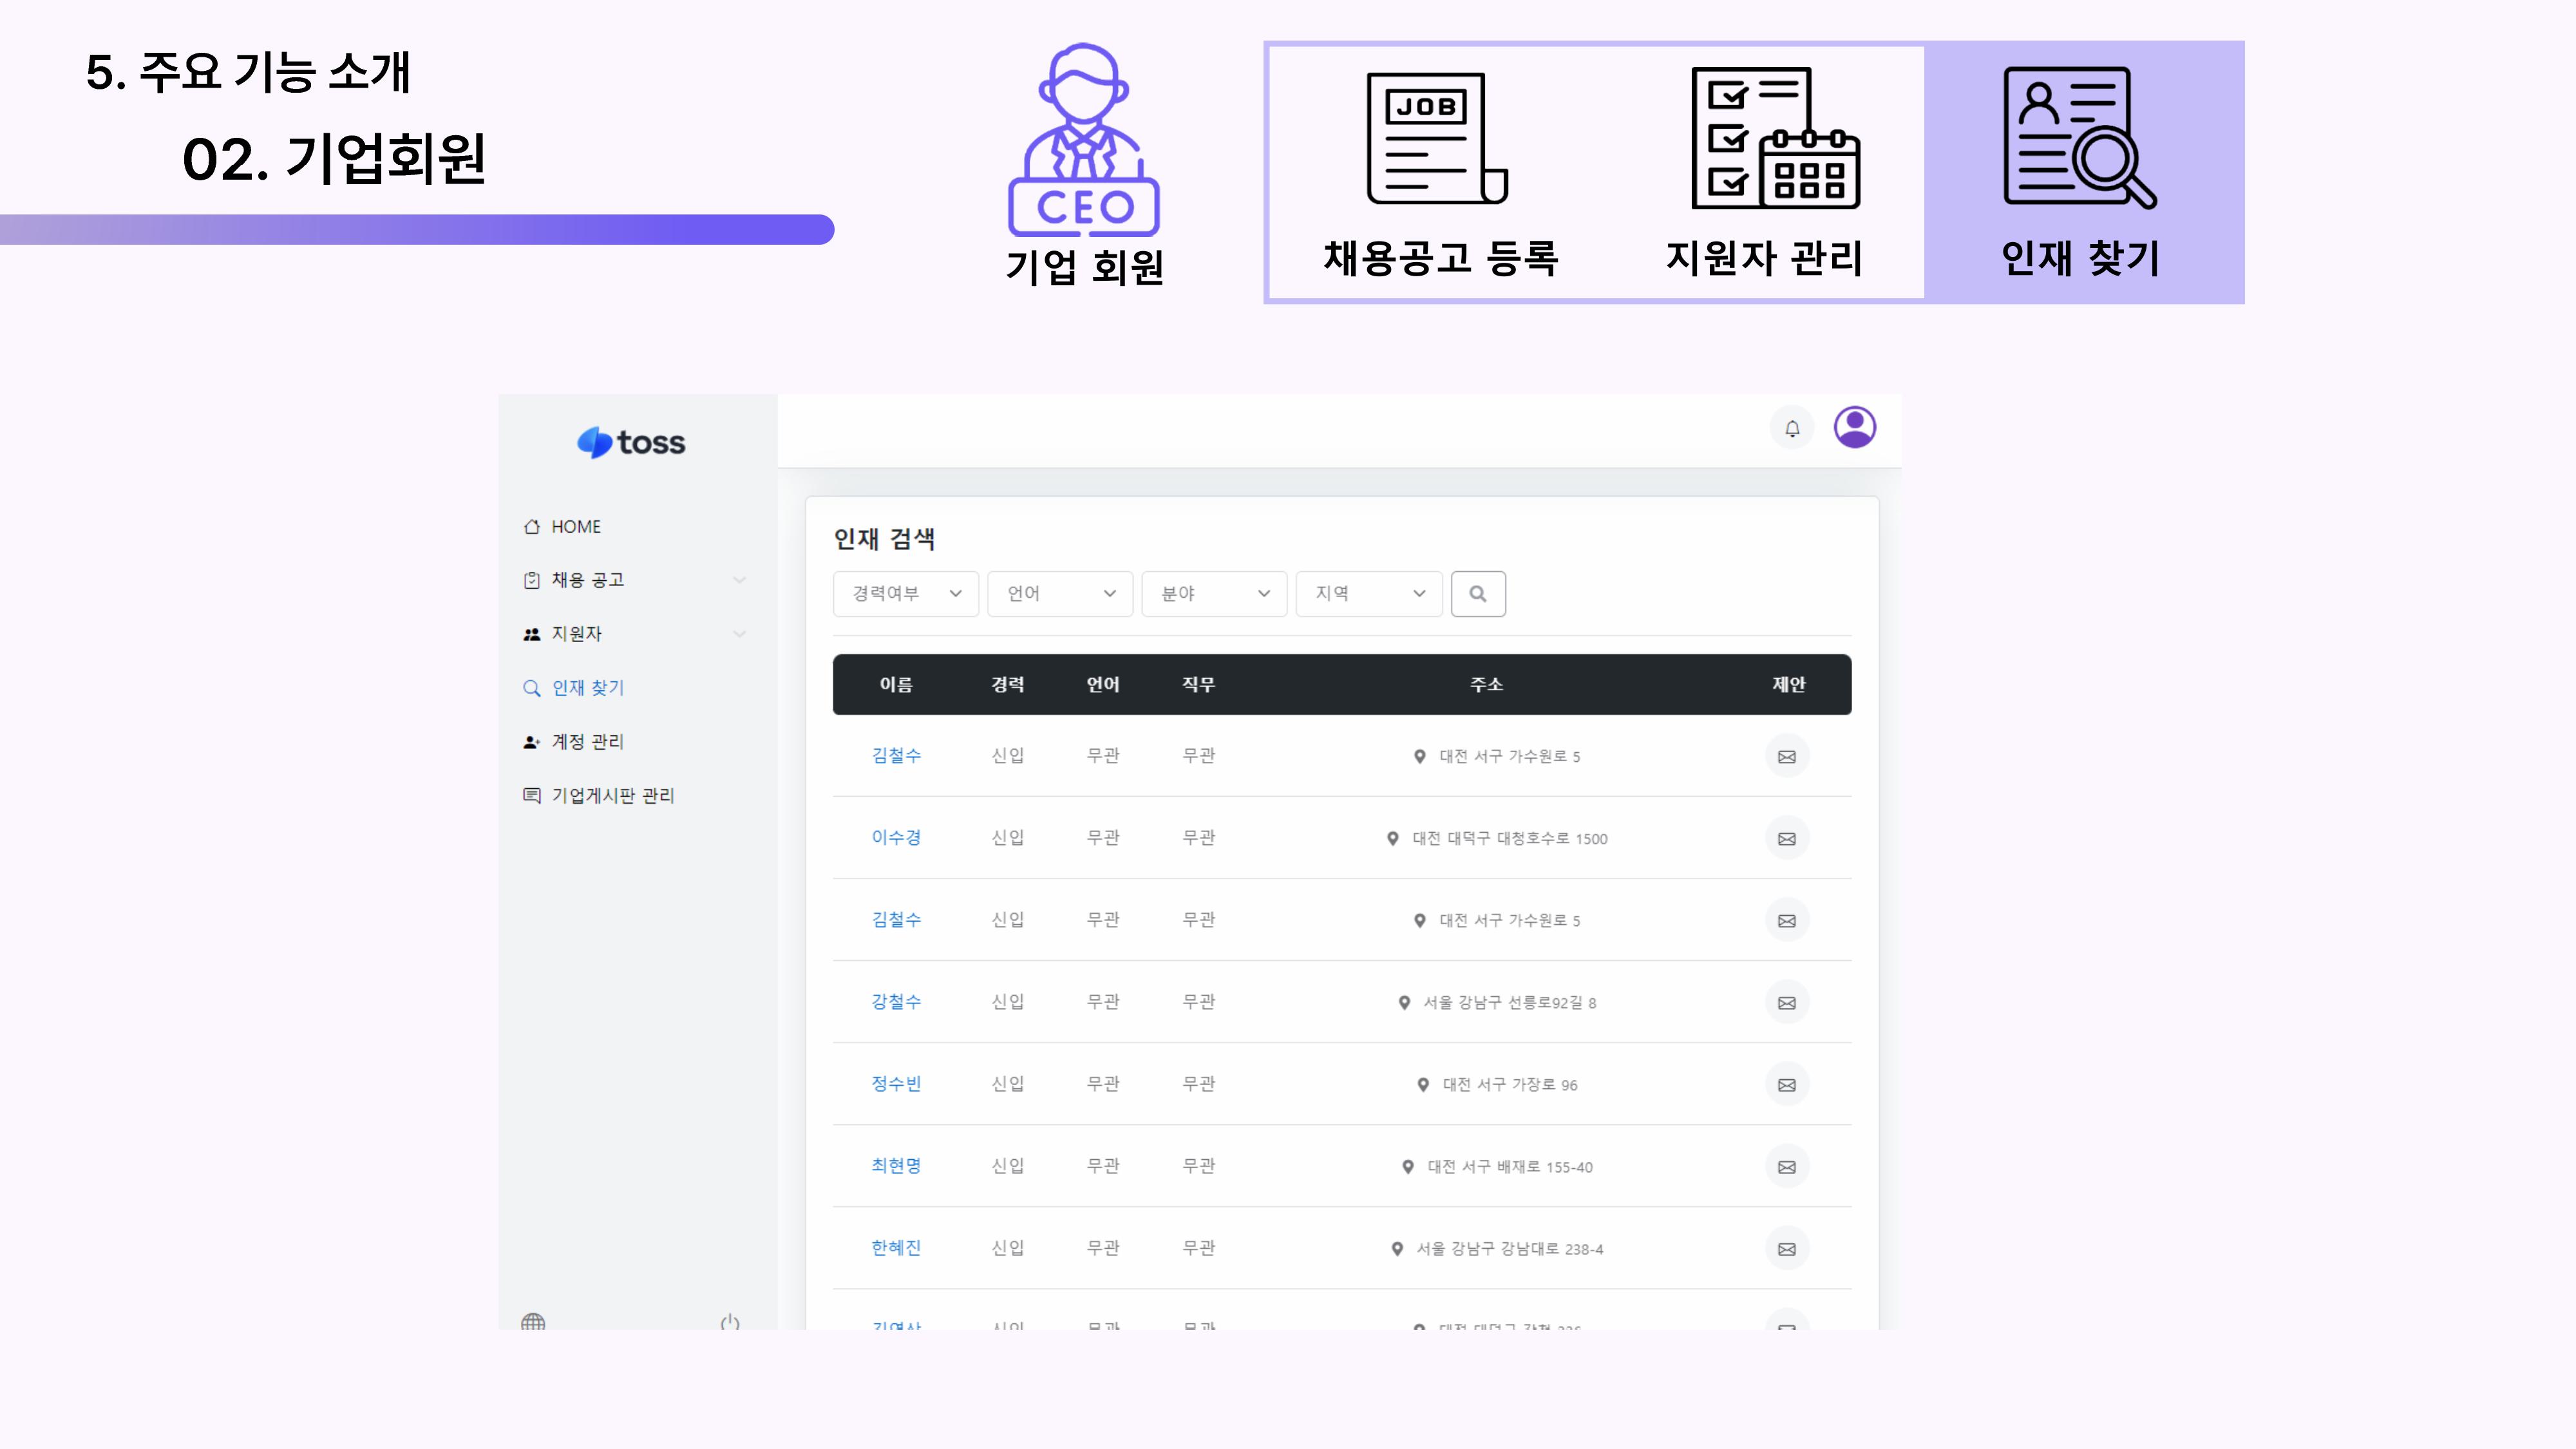 5. 주요 기능 소개
02. 기업회원
CEO
기업 회원
JOB
채용공고 등록
지원자 관리
인재 찾기
toss
HOME
채용 공고
지원자
인재 찾기
계정 관리
기업게시판 관리
인재 검색
경력여부 언어 분야 지역
이름 경력 언어 직무 주소 제안
김철수 신입 무관 무관 대전 서구 가수원로 5
이수경 신입 무관 무관 대전 대덕구 대청호수로 1500
김철수 신입 무관 무관 대전 서구 가수원로 5
강철수 신입 무관 무관 서울 강남구 선릉로92길 8
정수빈 신입 무관 무관 대전 서구 가장로 96
최현명 신입 무관 무관 대전 서구 배재로 155-40
한혜진 신입 무관 무관 서울 강남구 강남대로 238-4
신입 무관 무관 대전 대덕구